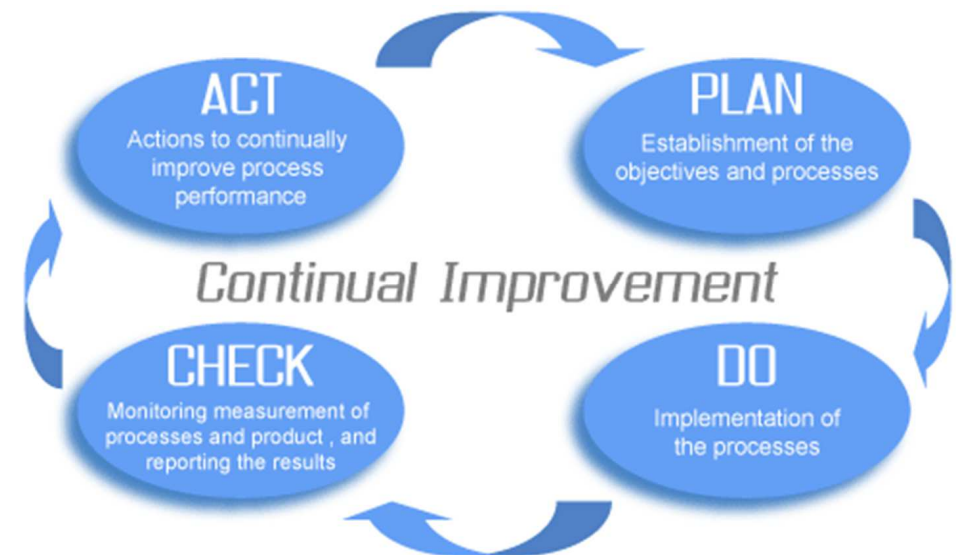 ACT
Actions to continually
improve process
performance
PLAN
Establishment of the
objectives and processes
Continual Improvement
CHECK
Monitoring measurement of
processes and product , and
reporting the results
DO
Implementation of
the processes